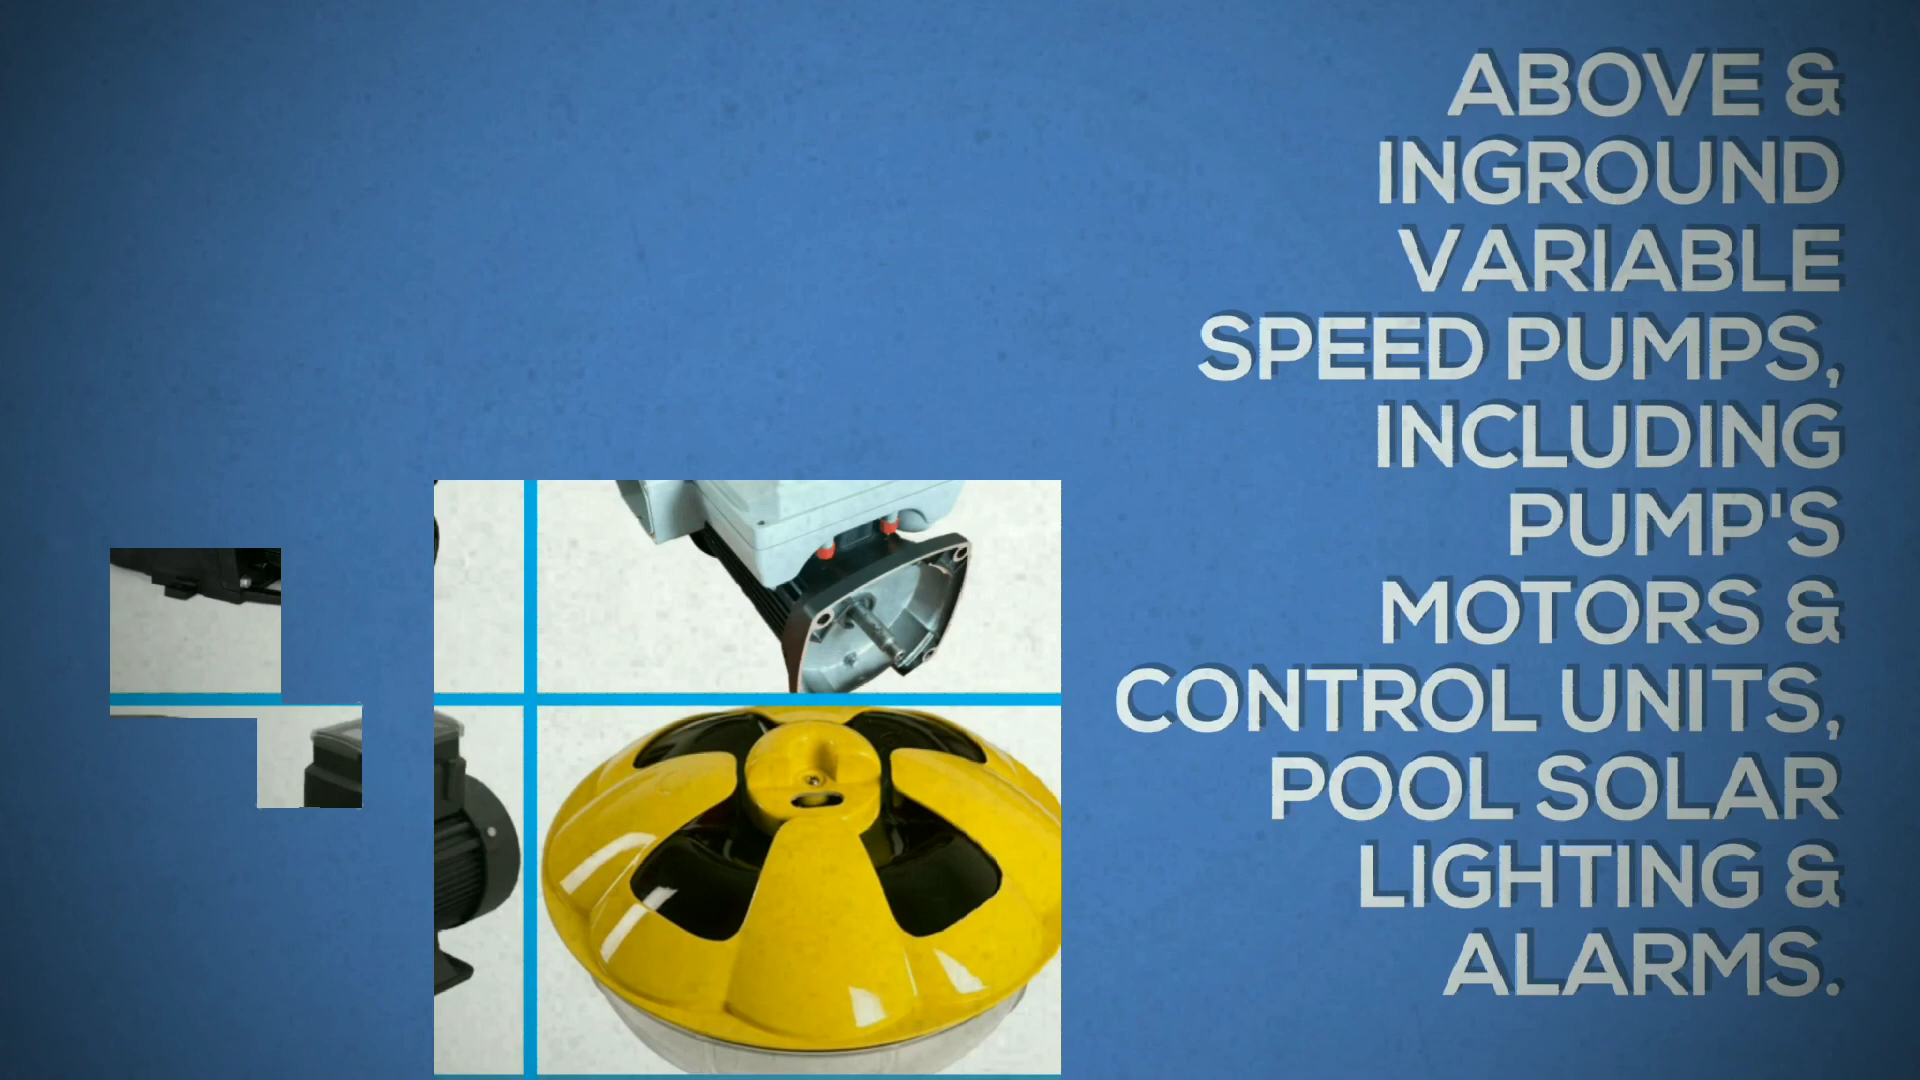 ABOVE &
INGROUND
VARIABLE
SPEED PUMPS,
INCLUDING
PUMP'S
MOTORS &
CONTROL UNITS,
POOL SOLAR
LIGHTING &
ALARMS.